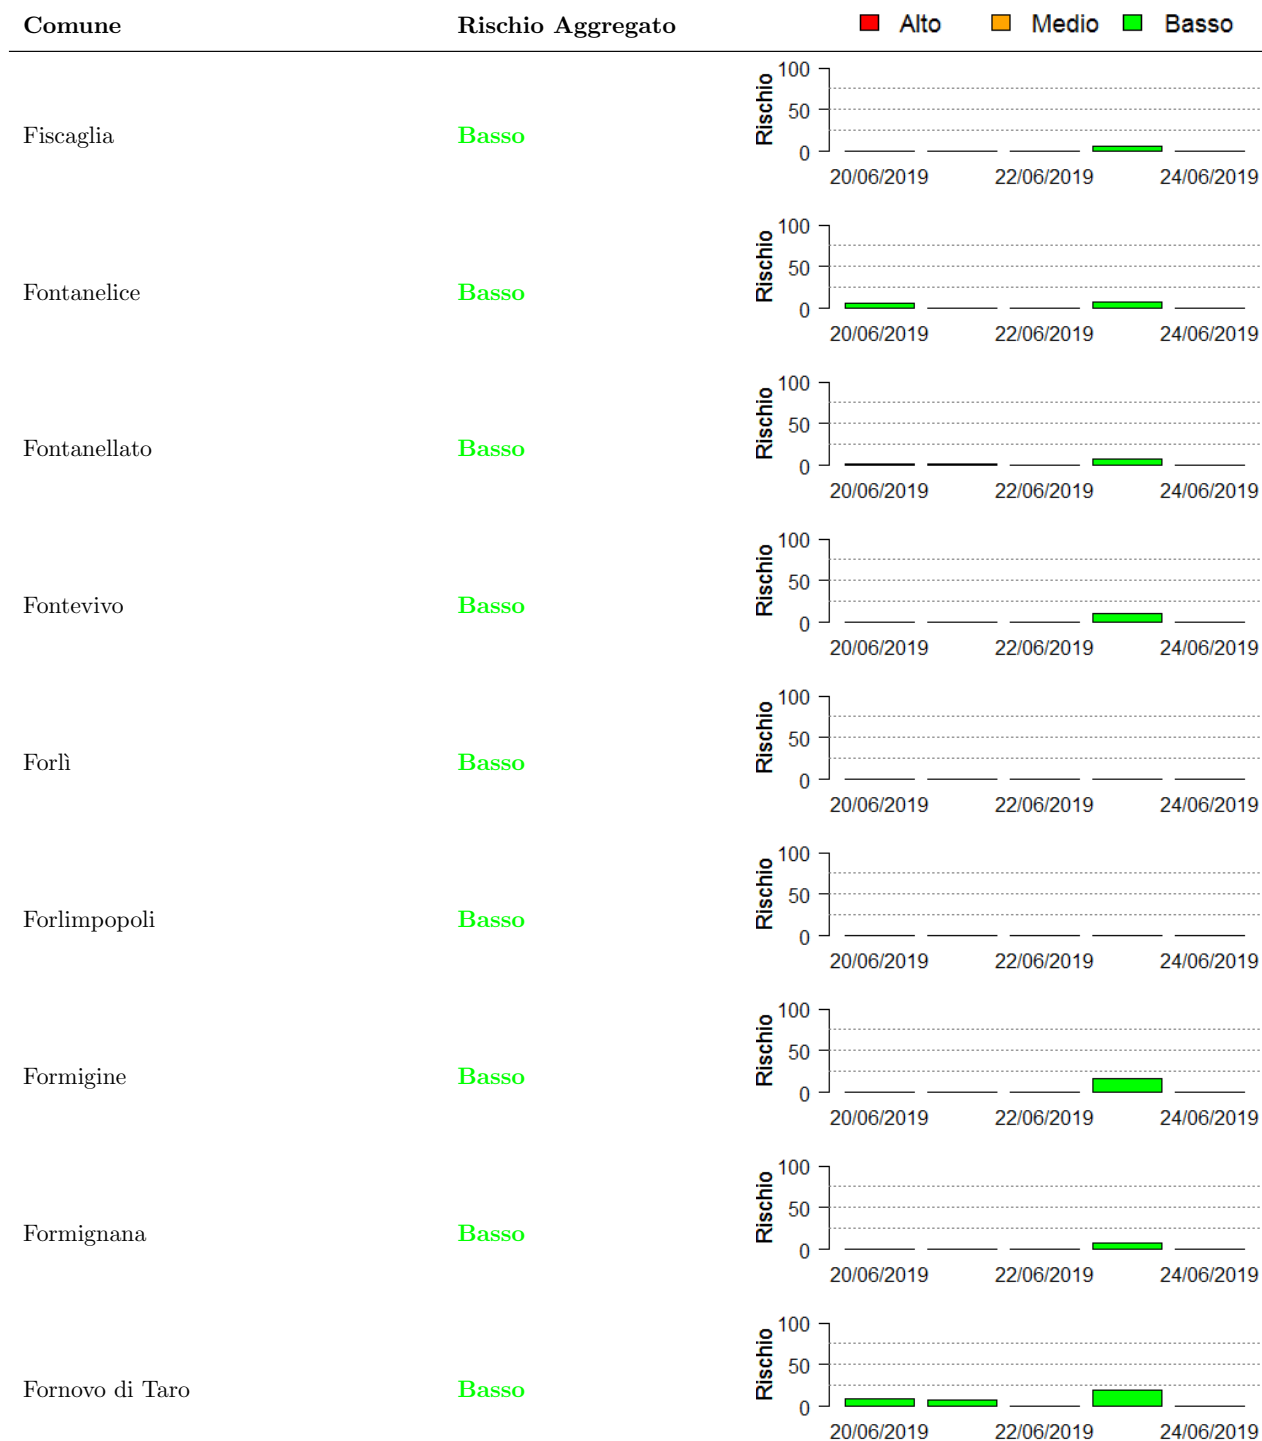 Comune Rischio Aggregato Alto Medio Basso
Fiscaglia Basso
Rischio
100
50
0
20/06/2019 22/06/2019 24/06/2019
Fontanelice Basso
Rischio
100
50
0
20/06/2019 22/06/2019 24/06/2019
Fontanellato Basso
Rischio
100
50
0
20/06/2019 22/06/2019 24/06/2019
Fontevivo Basso
Rischio
100
50
0
20/06/2019 22/06/2019 24/06/2019
Forlì Basso
Rischio
100
50
0
20/06/2019 22/06/2019 24/06/2019
Forlimpopoli Basso
Rischio
100
50
0
20/06/2019 22/06/2019 24/06/2019
Formigine Basso
Rischio
100
50
0
20/06/2019 22/06/2019 24/06/2019
Formignana Basso
Rischio
100
50
0
20/06/2019 22/06/2019 24/06/2019
Fornovo di Taro Basso
Rischio
100
50
0
20/06/2019 22/06/2019 24/06/2019